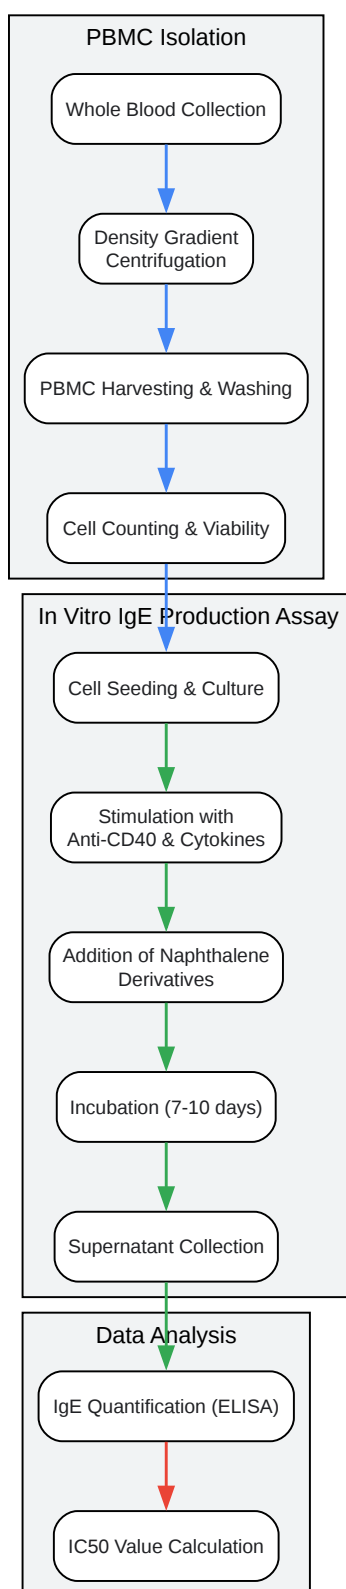 PBMC Isolation
Whole Blood Collection
Density Gradient
Centrifugation
PBMC Harvesting & Washing
Cell Counting & Viability
In Vitro IgE Production Assay
Cell Seeding & Culture
Stimulation with
Anti-CD40 & Cytokines
Addition of Naphthalene
Derivatives
Incubation (7-10 days)
Supernatant Collection
Data Analysis
IgE Quantification (ELISA)
IC50 Value Calculation